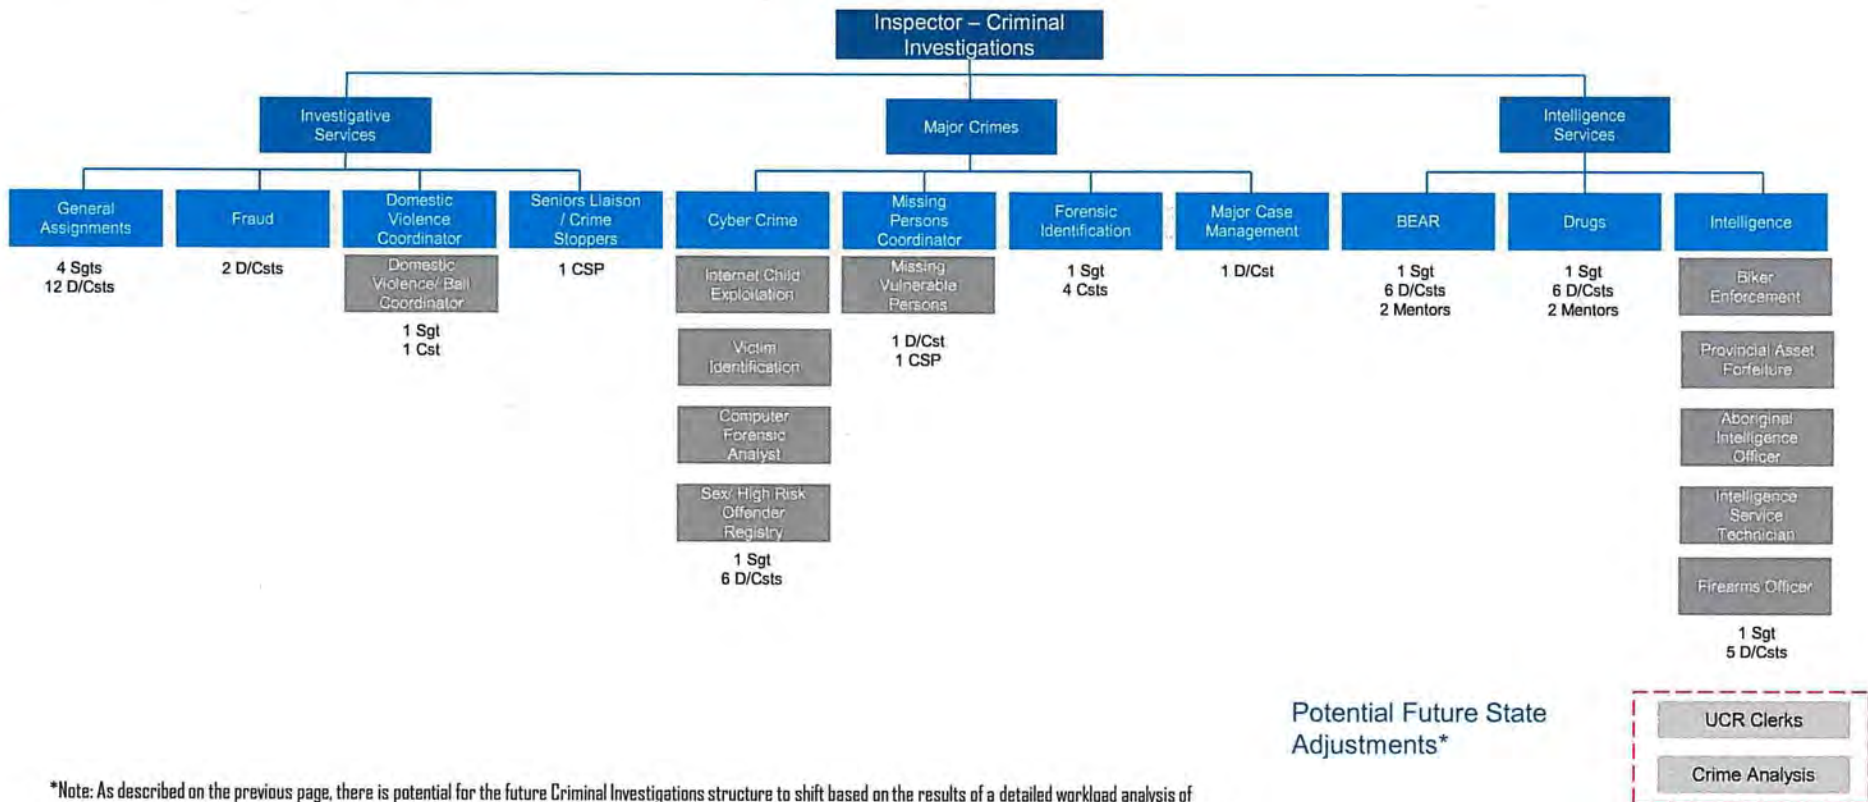 Inspector – Criminal
Investigations
Investigative
Services
Major Crimes
Intelligence
Services
General
Assignments
Fraud
Domestic
Violence
Coordinator
Seniors Liaison
/ Crime
Stoppers
Cyber Crime
Missing
Persons
Coordinator
Forensic
Identification
Major Case
Management
BEAR
Drugs
Intelligence
4 Sgts
12 D/Csts
2 D/Csts
Domestic
Violence/ Bail
Coordinator
1 Sgt
1 Cst
1 CSP
Internet Child
Exploitation
Victim
Identification
Computer
Forensic
Analyst
Sex/ High Risk
Offender
Registry
1 Sgt
6 D/Csts
Missing
Vulnerable
Persons
1 D/Cst
1 CSP
1 Sgt
4 Csts
1 D/Cst
1 Sgt
6 D/Csts
2 Mentors
1 Sgt
6 D/Csts
2 Mentors
Biker
Enforcement
Provincial Asset
Forfeiture
Aboriginal
Intelligence
Officer
Intelligence
Service
Technician
Firearms Officer
1 Sgt
5 D/Csts
Potential Future State
Adjustments*
UCR Clerks
Crime Analysis
*Note: As described on the previous page, there is potential for the future Criminal Investigations structure to shift based on the results of a detailed workload analysis of